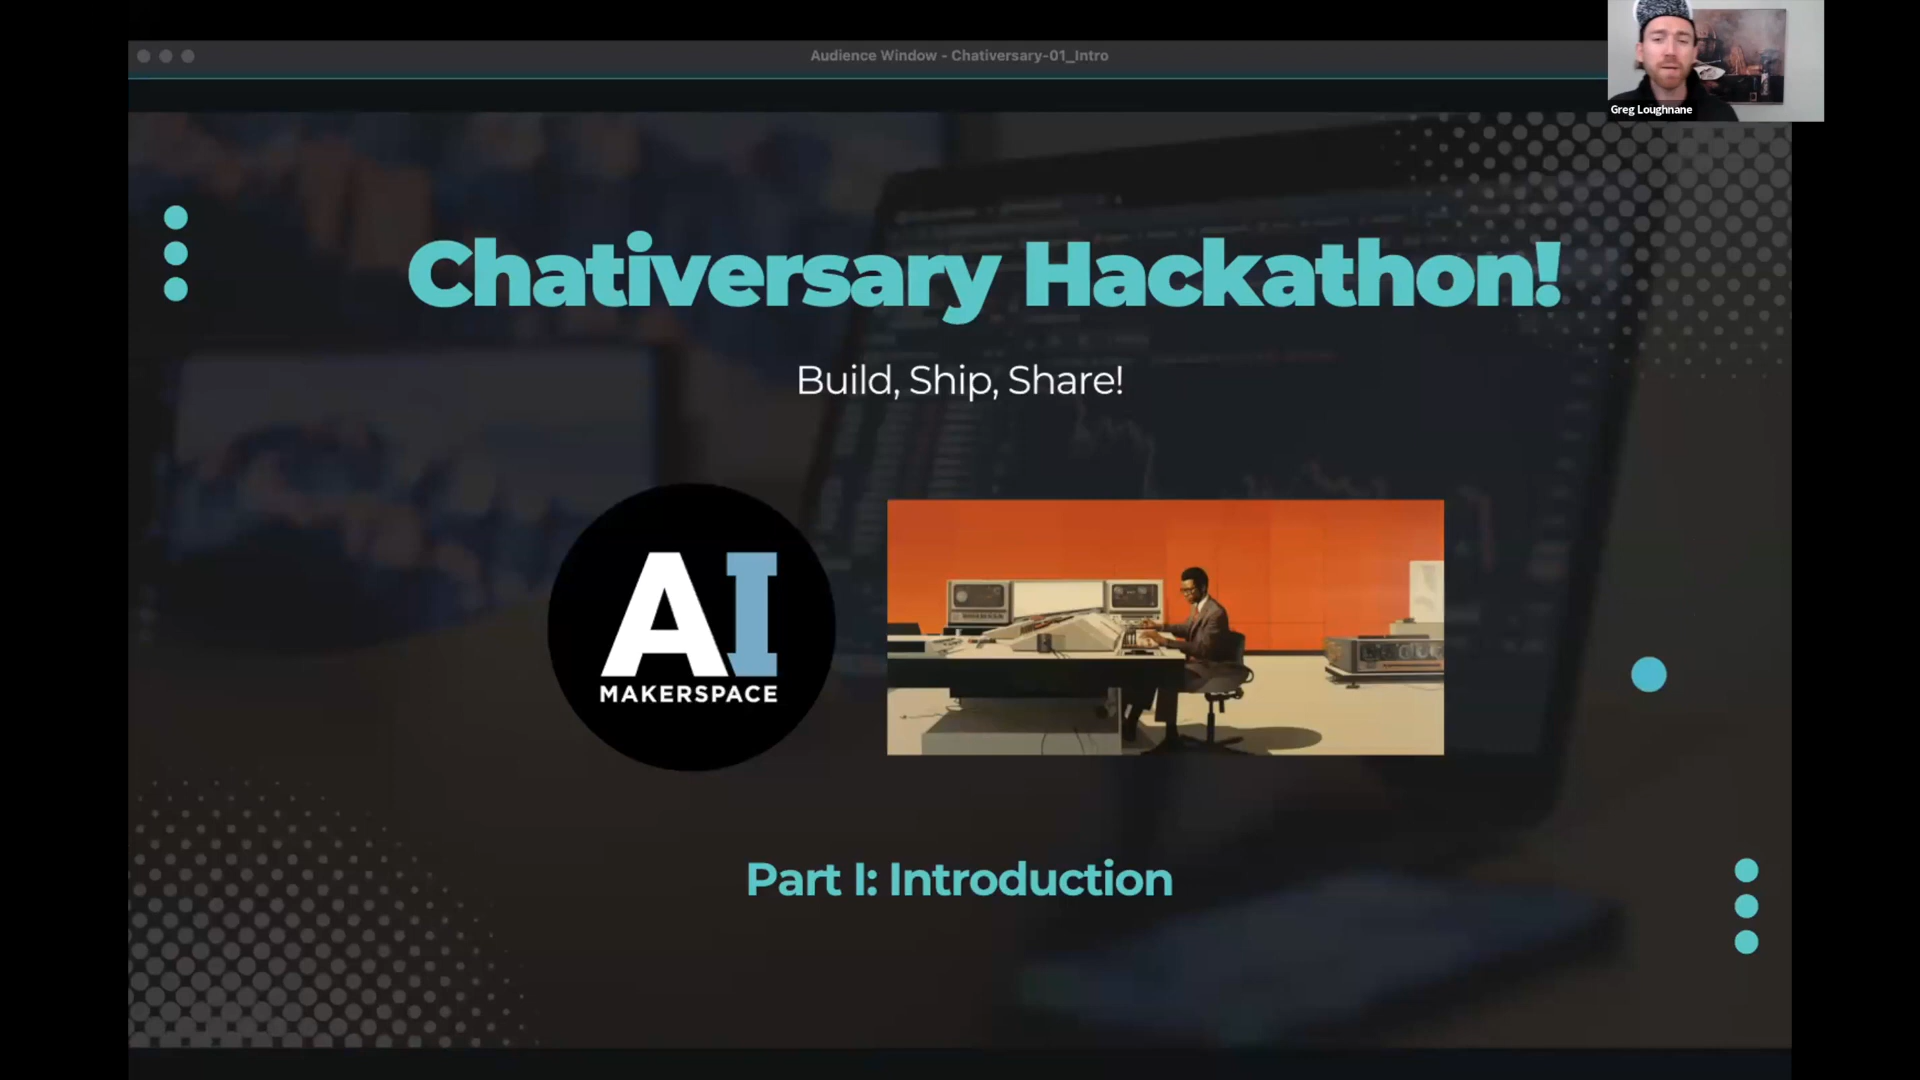 Audience Window - Chativersary-01_Intro
Greg Loughnane
Chativersary Hackathon!
Build, Ship, Share!
AI
MAKERSPACE
Part I: Introduction